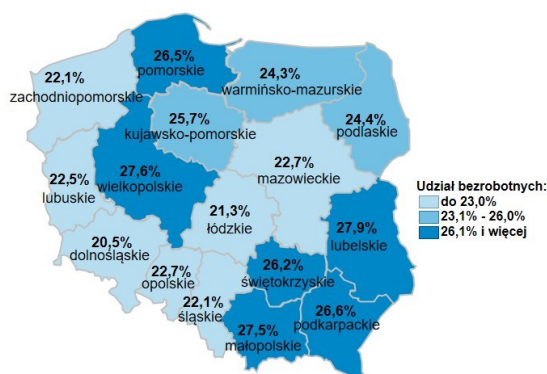 26,5%
pomorskie
22,1%
zachodniopomorskie
24,3%
warmińsko-mazurskie
25,7%
kujawsko-pomorskie
24,4%
podlaskie
27,6%
wielkopolskie
22,7%
mazowieckie
22,5%
lubuskie
21,3%
łódzkie
27,9%
lubelskie
20,5%
dolnośląskie
22,7%
opolskie
22,1%
śląskie
26,2%
świętokrzyskie
27,5%
małopolskie
26,6%
podkarpackie
Udział bezrobotnych:
do 23,0%
23,1% - 26,0%
26,1% i więcej